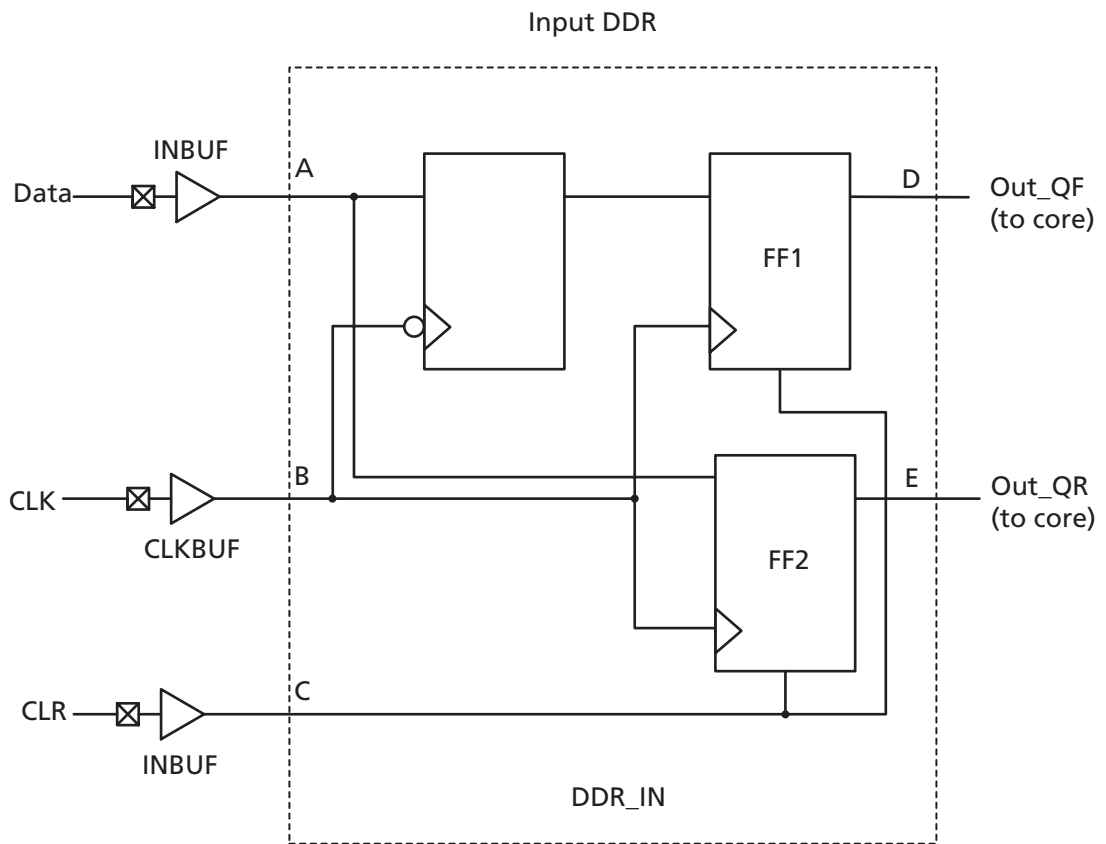 Input DDR
INBUF
Data
A
FF1
D
Out_QF
(to core)
CLK
CLKBUF
B
FF2
E
Out_QR
(to core)
CLR
INBUF
C
DDR_IN